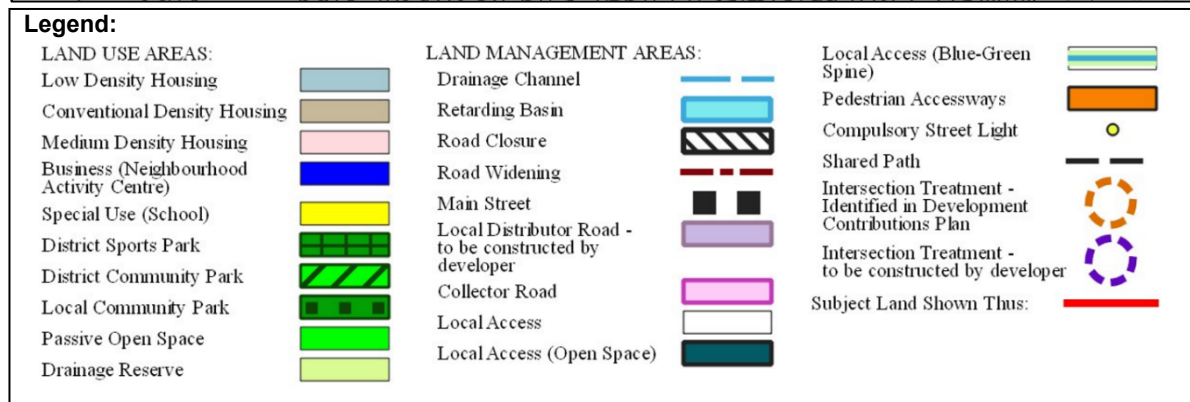 Legend:
LAND USE AREAS:
Low Density Housing
Conventional Density Housing
Medium Density Housing
Business (Neighbourhood
Activity Centre)
Special Use (School)
District Sports Park
District Community Park
Local Community Park
Passive Open Space
Drainage Reserve
LAND MANAGEMENT AREAS:
Drainage Channel
Retarding Basin
Road Closure
Road Widening
Main Street
Local Distributor Road -
to be constructed by
developer
Collector Road
Local Access
Local Access (Open Space)
Local Access (Blue-Green
Spine)
Pedestrian Accessways
Compulsory Street Light
Shared Path
Intersection Treatment -
Identified in Development
Contributions Plan
Intersection Treatment -
to be constructed by developer
Subject Land Shown Thus: